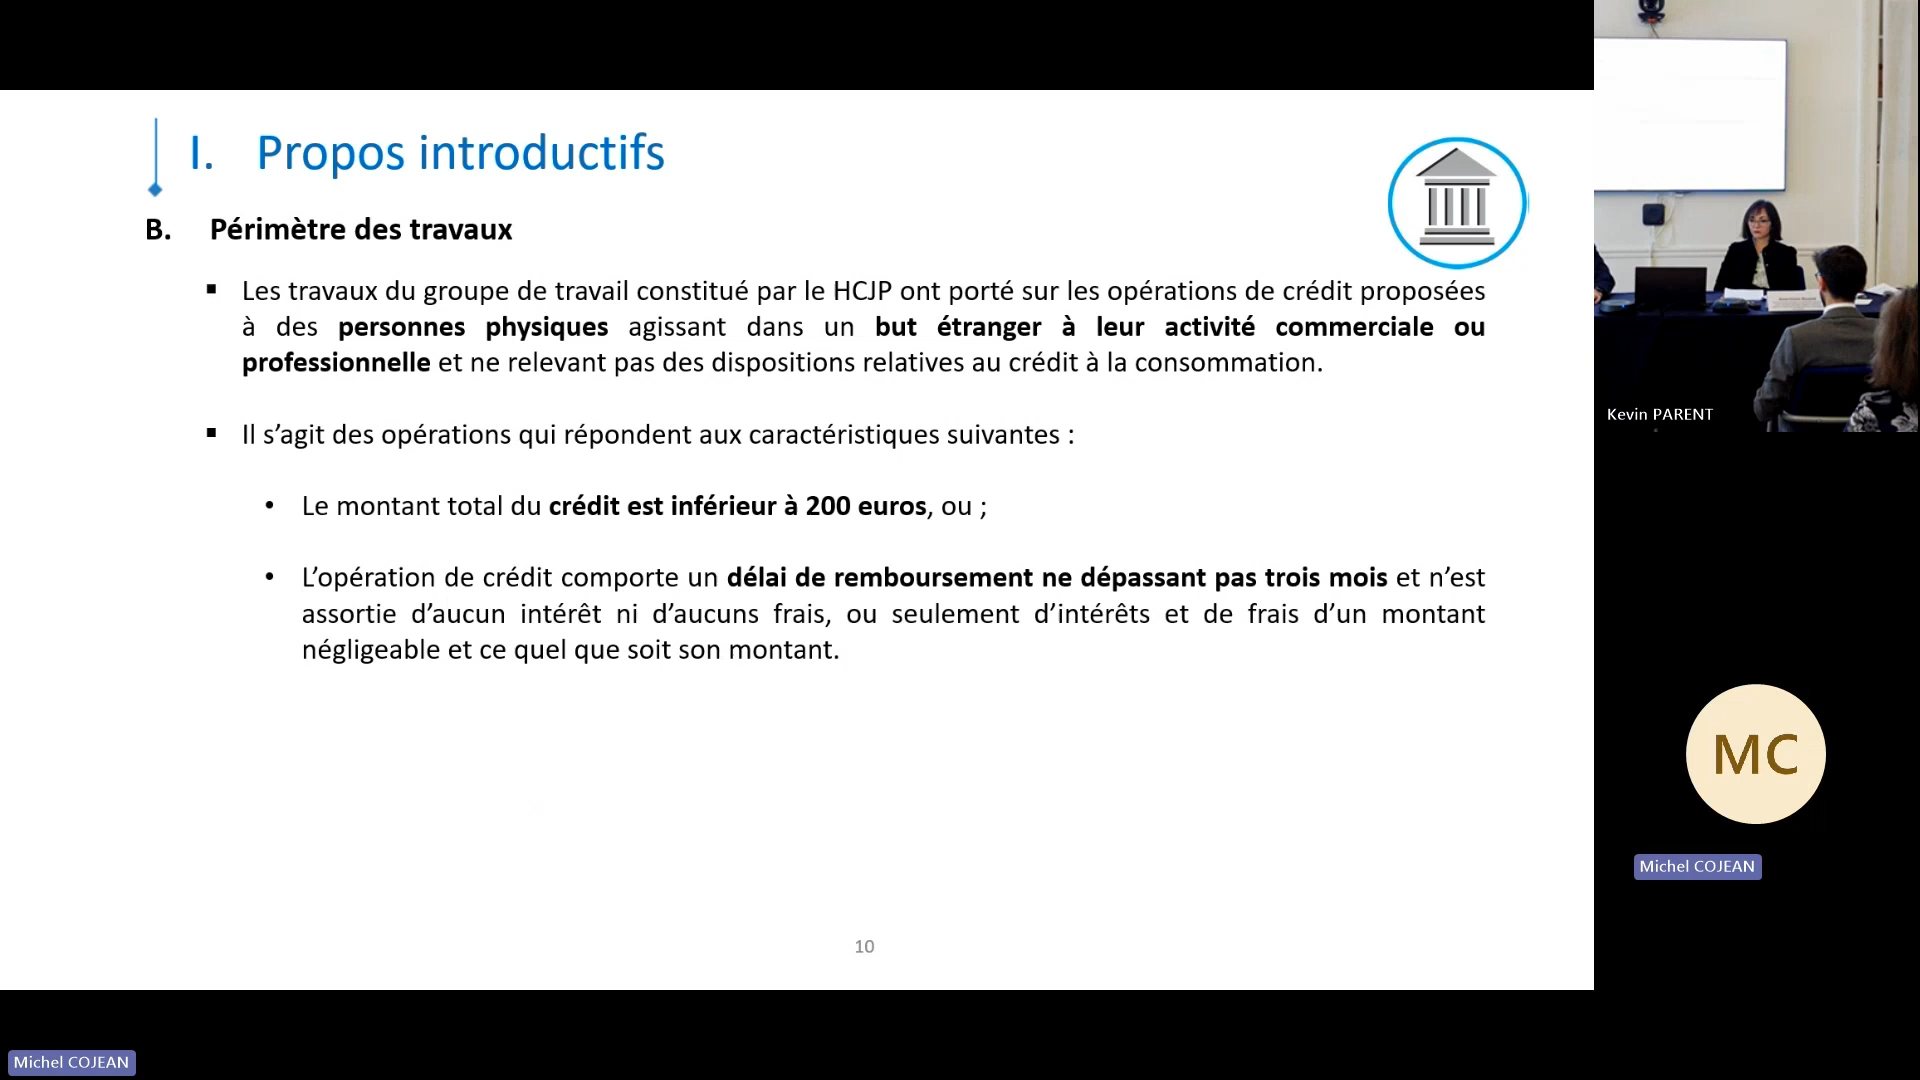 I. Propos introductifs
B. Périmètre des travaux
▪ Les travaux du groupe de travail constitué par le HCJP ont porté sur les opérations de crédit proposées
à des personnes physiques agissant dans un but étranger à leur activité commerciale ou
professionnelle et ne relevant pas des dispositions relatives au crédit à la consommation.
▪ Il s’agit des opérations qui répondent aux caractéristiques suivantes :
• Le montant total du crédit est inférieur à 200 euros, ou ;
• L’opération de crédit comporte un délai de remboursement ne dépassant pas trois mois et n’est
assortie d’aucun intérêt ni d’aucuns frais, ou seulement d’intérêts et de frais d’un montant
négligeable et ce quel que soit son montant.
10
Kevin PARENT
MC
Michel COJEAN
Michel COJEAN